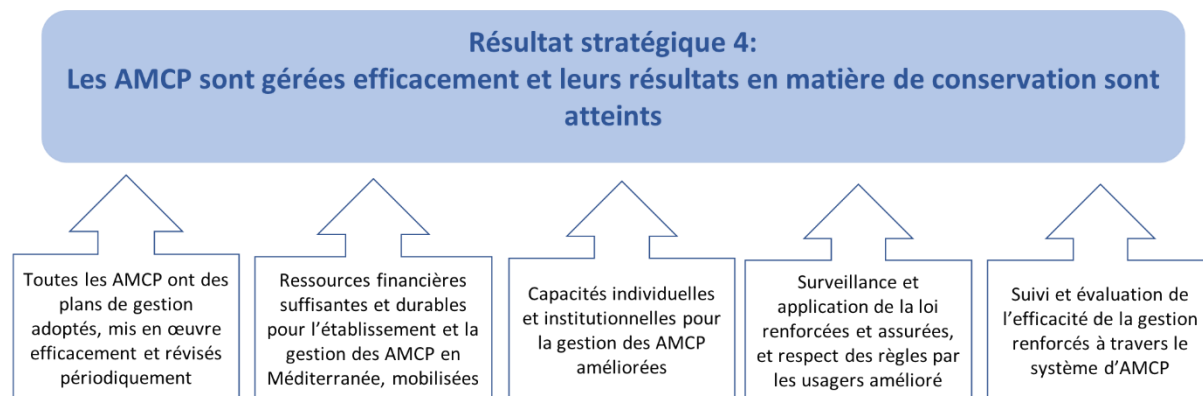 Résultat stratégique 4:
Les AMCP sont gérées efficacement et leurs résultats en matière de conservation sont
atteints
Toutes les AMCP ont des
plans de gestion
adoptés, mis en œuvre
efficacement et révisés
périodiquement
Ressources financières
suffisantes et durables
pour l’établissement et la
gestion des AMCP en
Méditerranée, mobilisées
Capacités individuelles
et institutionnelles pour
la gestion des AMCP
améliorées
Surveillance et
application de la loi
renforcées et assurées,
et respect des règles par
les usagers amélioré
Suivi et évaluation de
l’efficacité de la gestion
renforcés à travers le
système d’AMCP